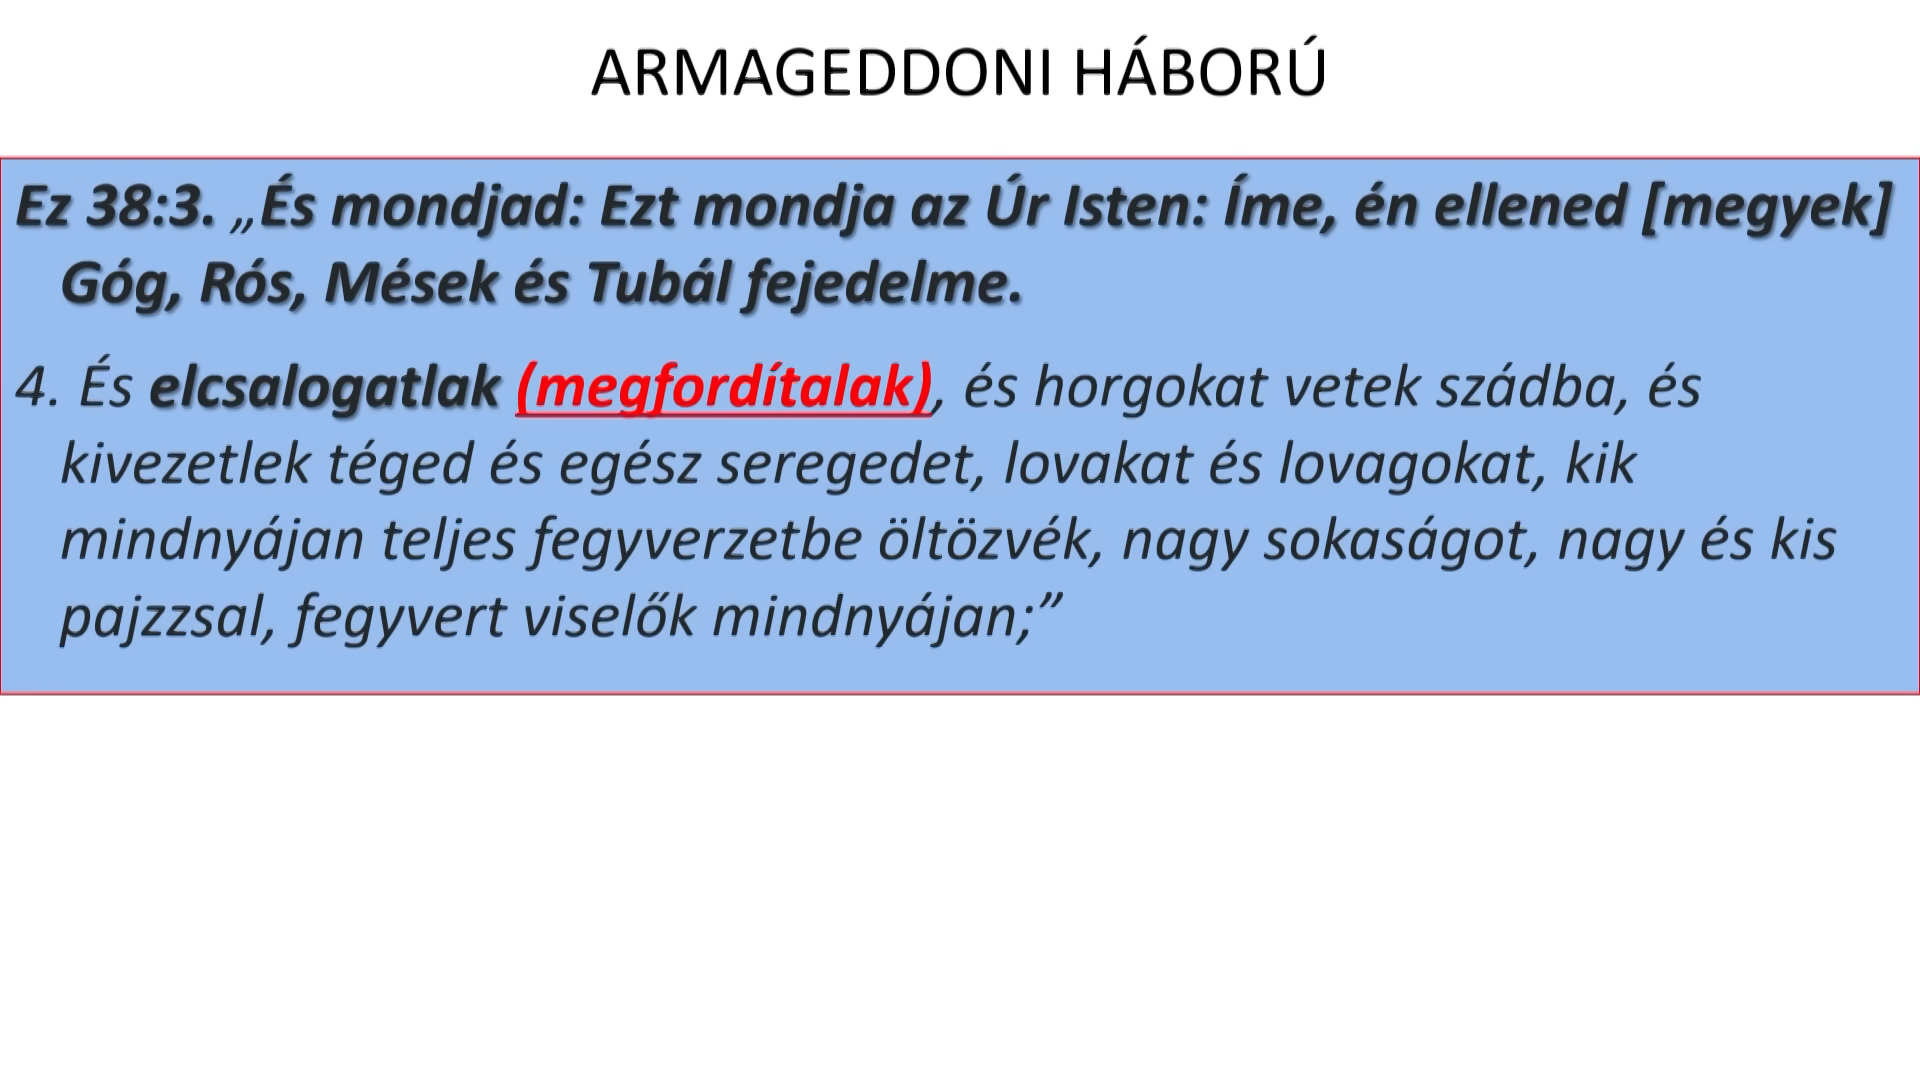 ARMAGEDDONI HÁBORÚ
Ez 38:3. „És mondjad: Ezt mondja az Úr Isten: Íme, én ellened [megyek]
Góg, Rós, Mések és Tubál fejedelme.
4. És elcsalogatlak (megfordítalak), és horgokat vetek szádba, és
kivezetlek téged és egész seregedet, lovakat és lovagokat, kik
mindnyájan teljes fegyverzetbe öltözvék, nagy sokaságot, nagy és kis
pajzzsal, fegyvert viselők mindnyájan;”